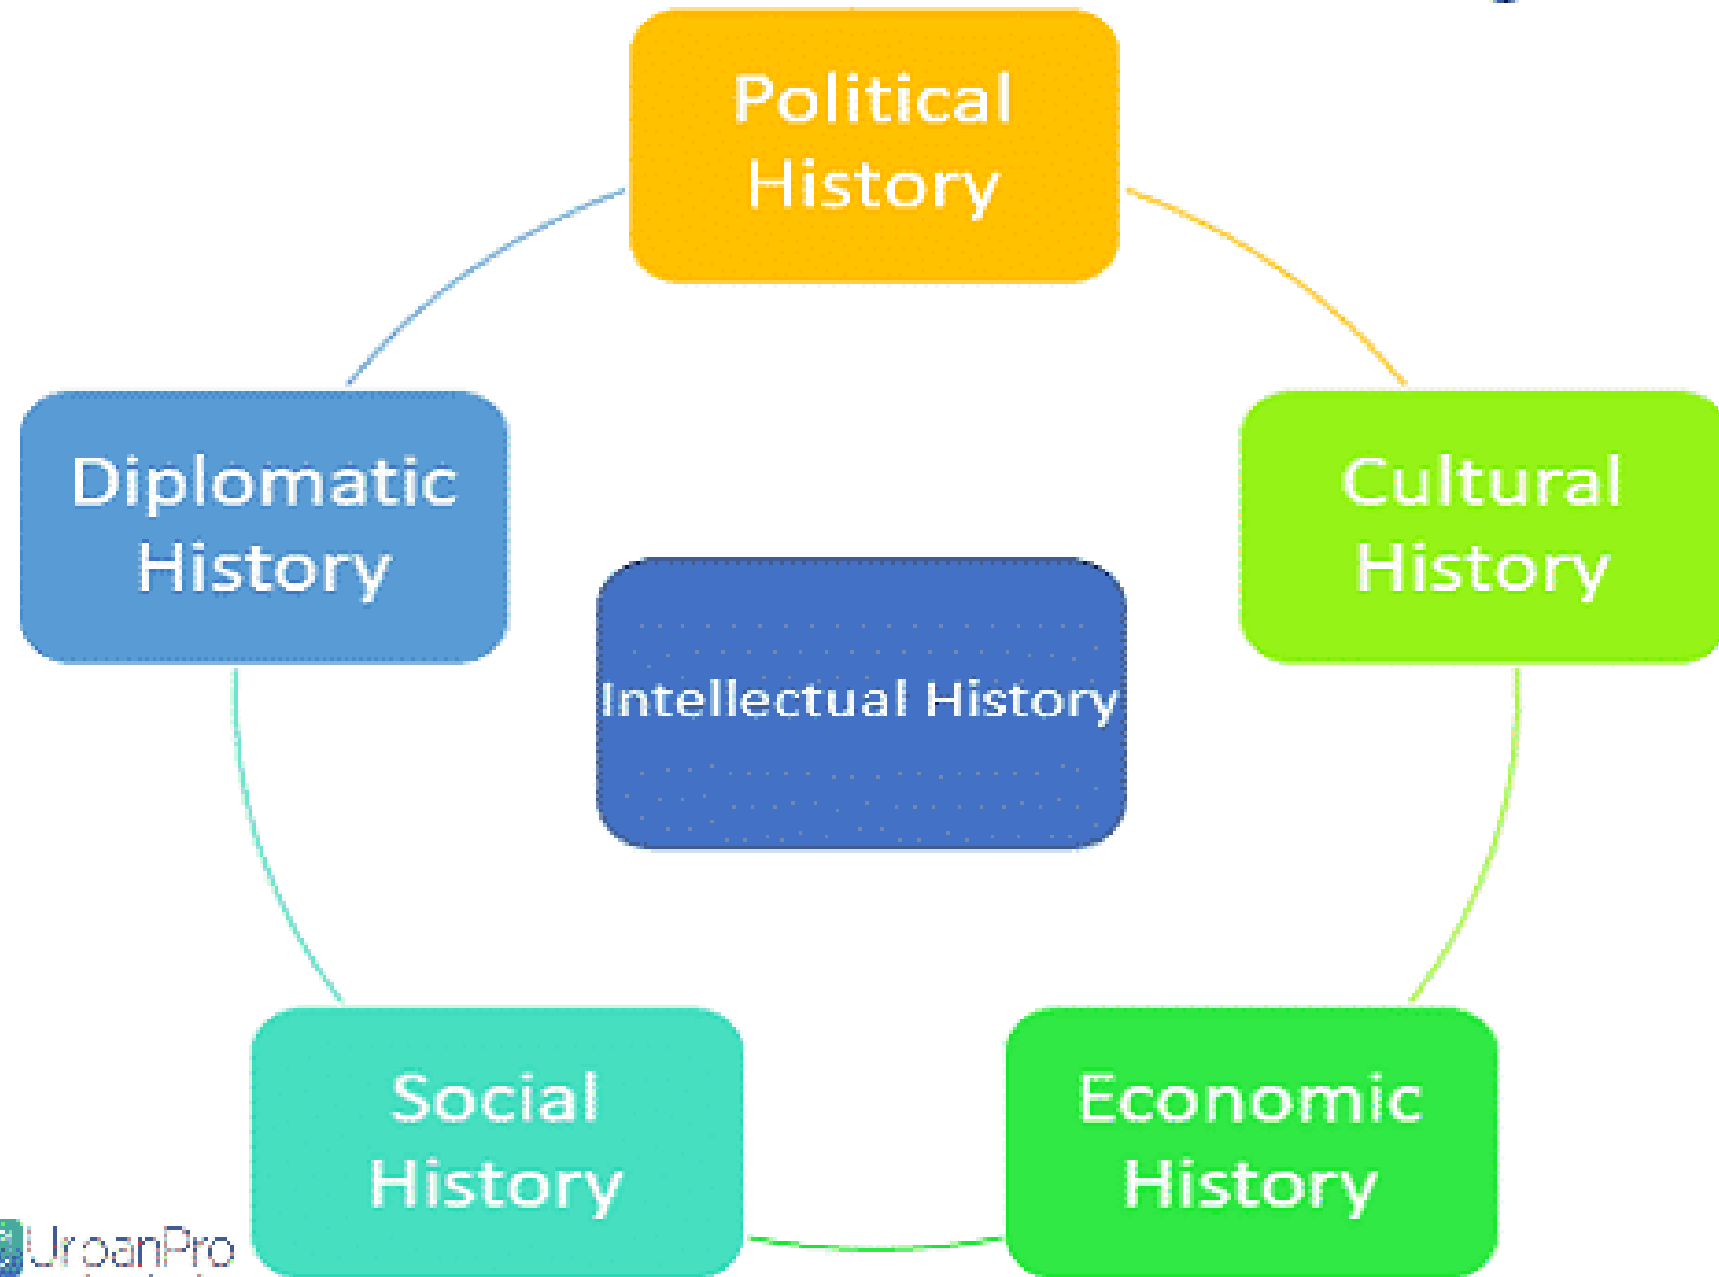 Political
History
Diplomatic
History
Cultural
History
Intellectual History
Social
History
Economic
History
UrbanPro